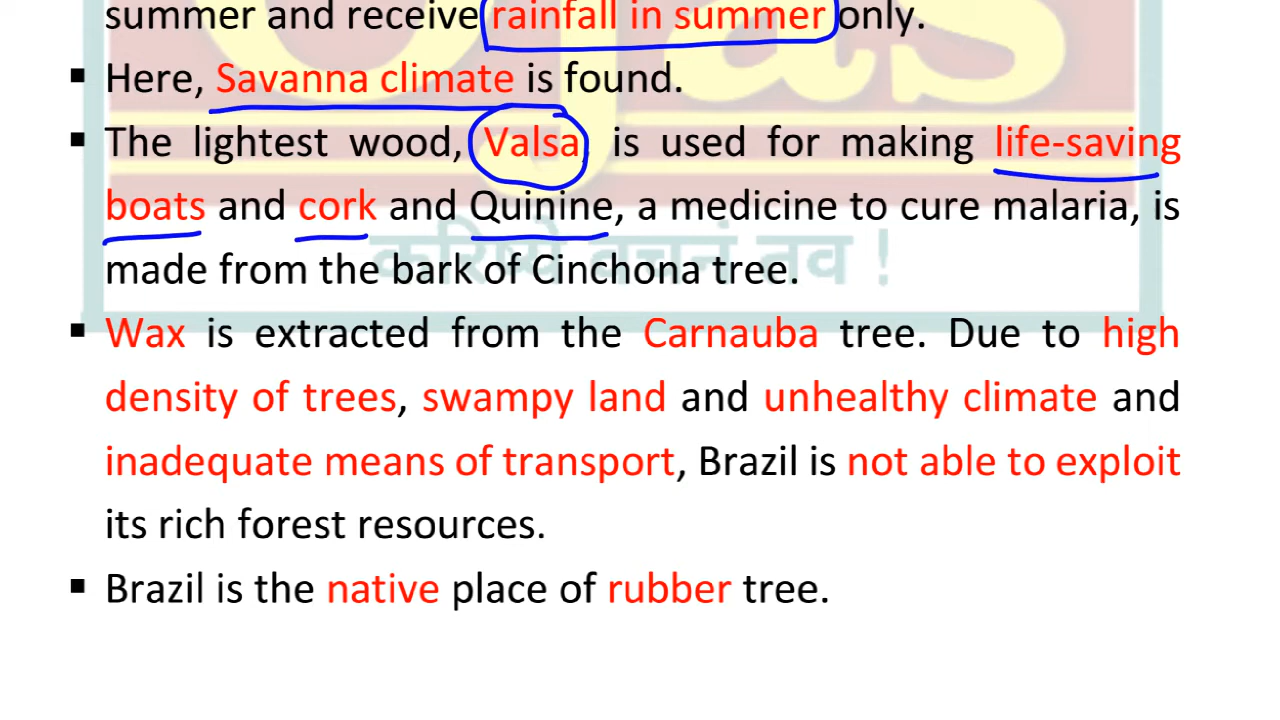 summer and receive rainfall in summer only.
▪ Here, Savanna climate is found.
▪ The lightest wood, Valsa, is used for making life-saving
boats and cork and Quinine, a medicine to cure malaria, is
made from the bark of Cinchona tree.
▪ Wax is extracted from the Carnauba tree. Due to high
density of trees, swampy land and unhealthy climate and
inadequate means of transport, Brazil is not able to exploit
its rich forest resources.
▪ Brazil is the native place of rubber tree.
करिष्ये वचनं तव !